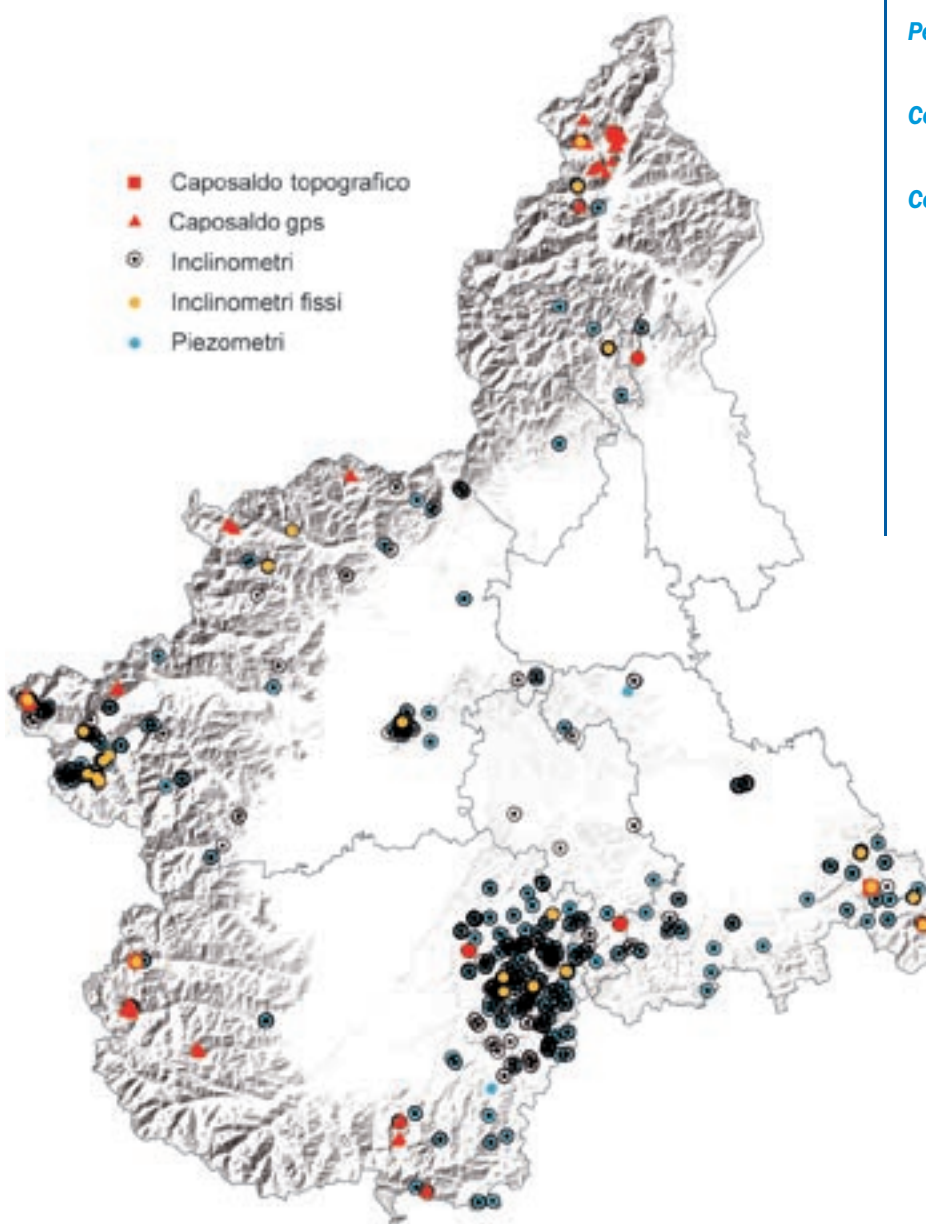 Caposaldo topografico
Caposaldo gps
Inclinometri
Inclinometri fissi
Piezometri